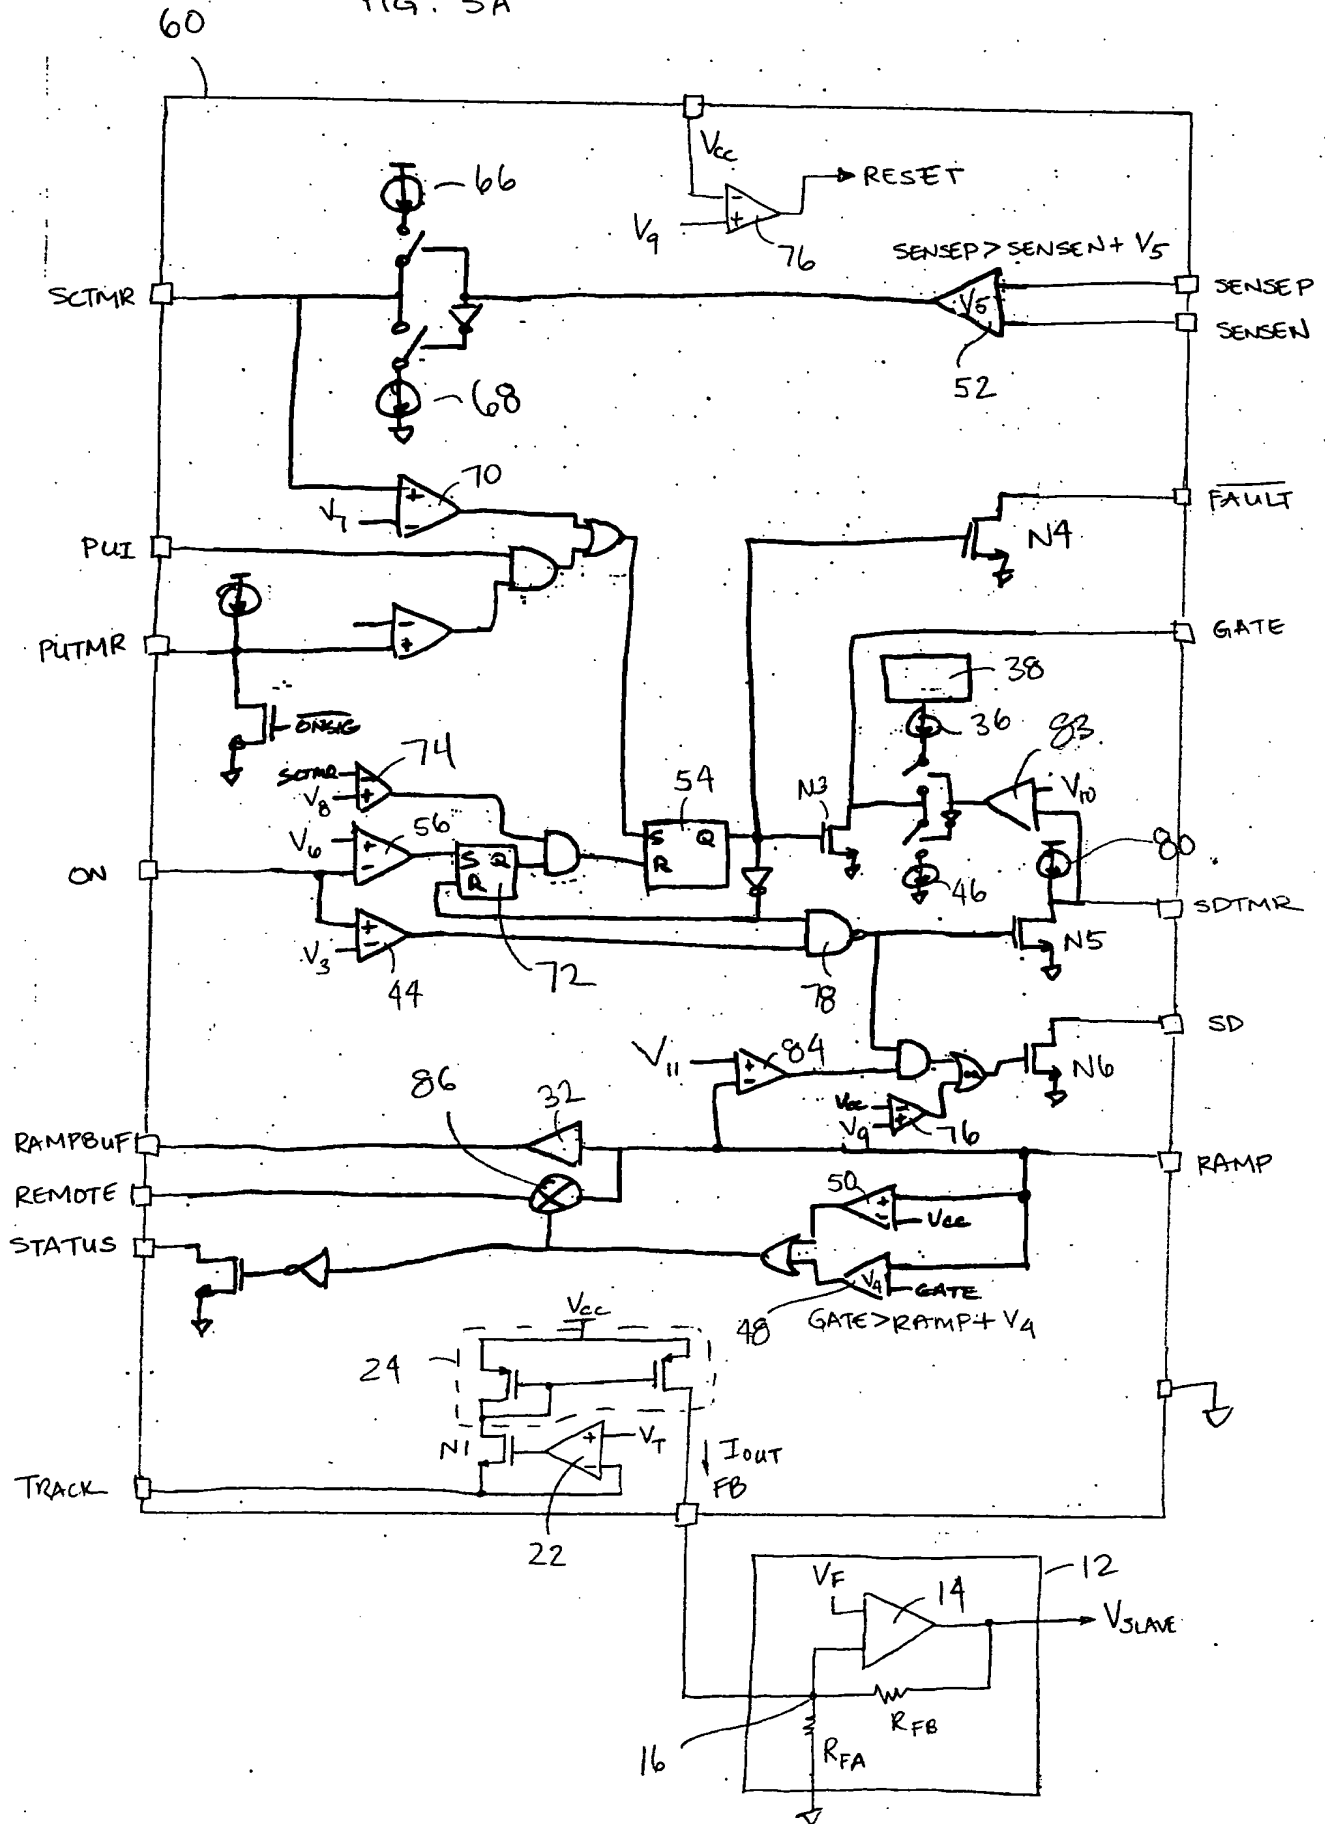 FIG. 5A
60
Vcc
RESET
V9
76
66
SENSEP>SENSEN+ V5
SCTMR
V5
SENSEP
SENSEN
52
68
70
V7
FAULT
N4
PUI
GATE
PUTMR
38
ONSIG
36
83
74
SCTMR
V8
V10
54
N3
V6
56
S Q
R
S Q
R
80
ON
46
SDTMR
V3
44
72
78
N5
SD
V11
84
N6
86
32
Vcc
V9
76
RAMPBUF
RAMP
REMOTE
50
Vcc
STATUS
V4
GATE
48
GATE>RAMP+ V4
Vcc
24
N1
VT
IOUT
FB
TRACK
22
12
VF
14
VSLAVE
RFB
16
RFA